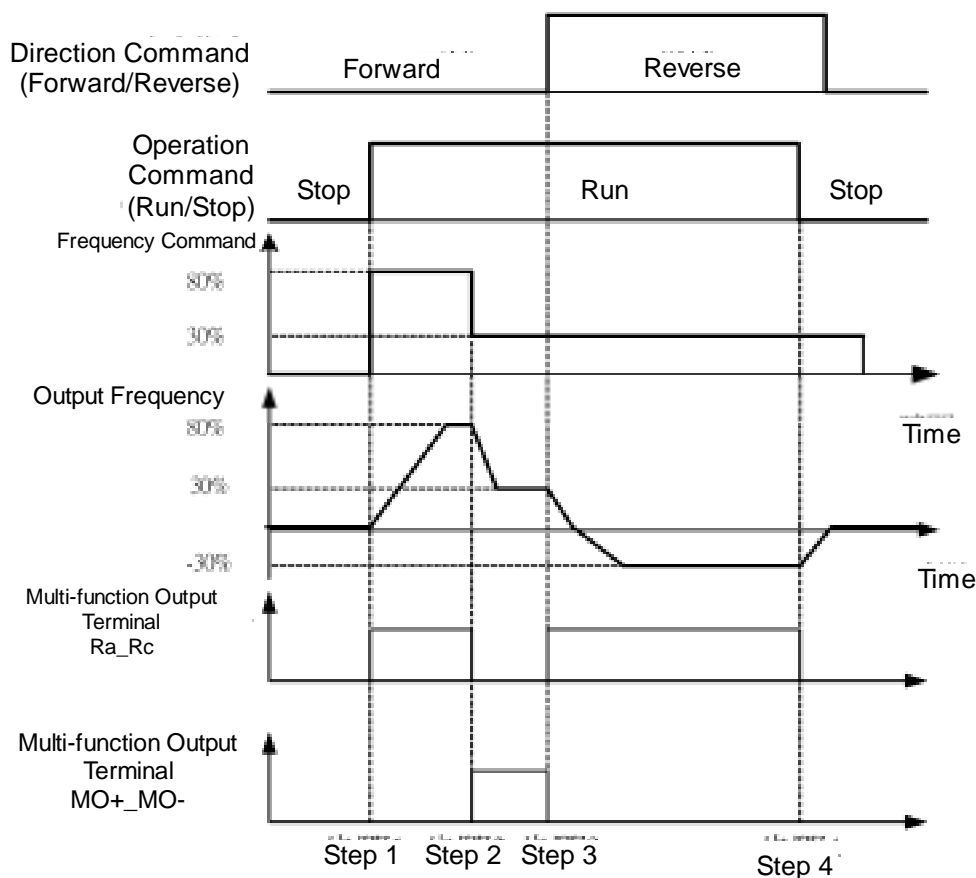 Direction Command
(Forward/Reverse)
Forward
Reverse
Operation
Command
(Run/Stop)
Stop
Run
Stop
Frequency Command
80%
30%
Output Frequency
80%
Time
30%
-30%
Time
Multi-function Output
Terminal
Ra_Rc
Multi-function Output
Terminal
MO+_MO-
Step 1
Step 2
Step 3
Step 4